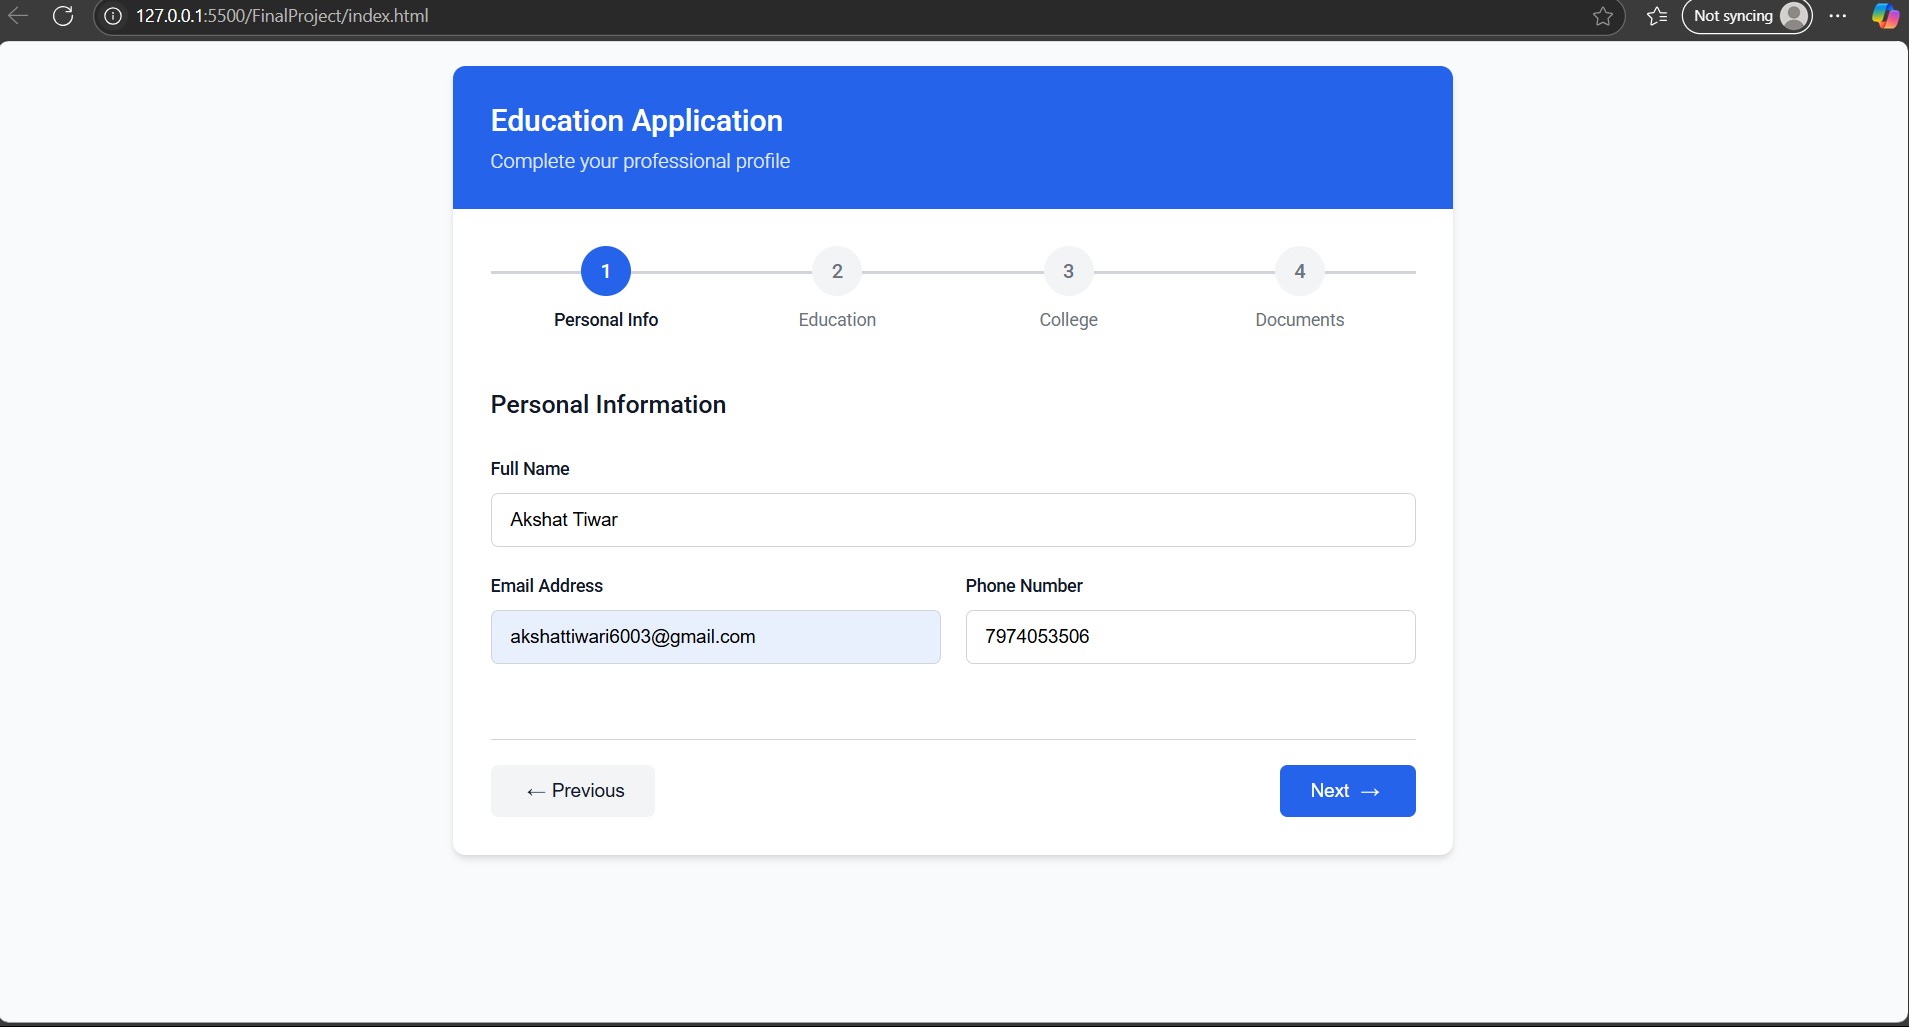 127.0.0.1:5500/FinalProject/index.html
Not syncing
Education Application
Complete your professional profile
1 2 3 4
Personal Info Education College Documents
Personal Information
Full Name
Akshat Tiwar
Email Address Phone Number
akshattiwari6003@gmail.com 7974053506
← Previous Next →